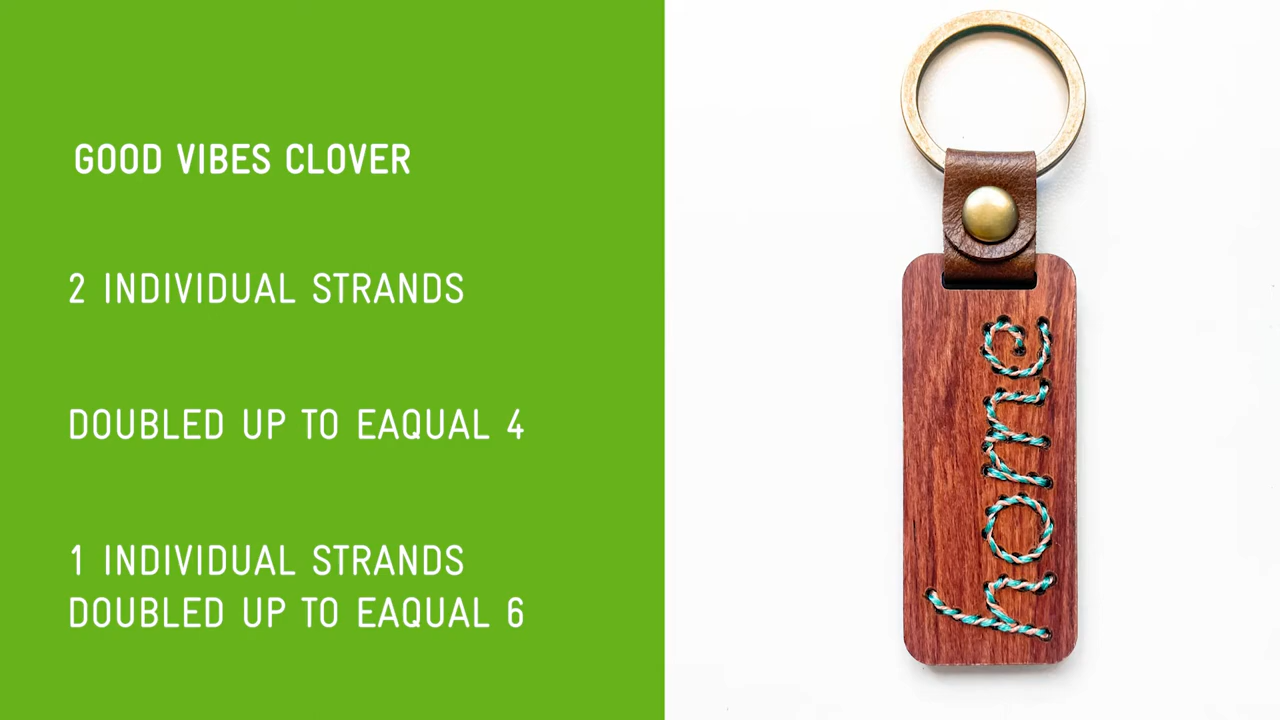 GOOD VIBES CLOVER
2 INDIVIDUAL STRANDS
DOUBLED UP TO EAQUAL 4
1 INDIVIDUAL STRANDS
DOUBLED UP TO EAQUAL 6
home